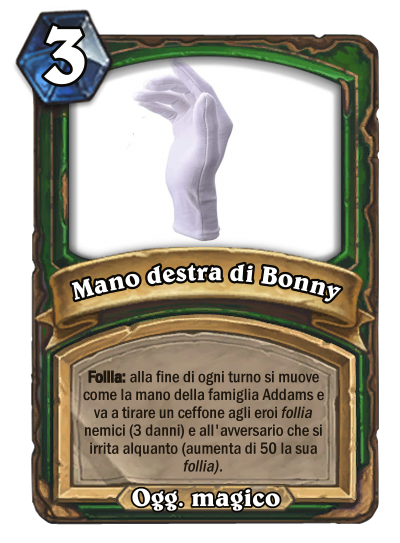 3
Mano destra di Bonny
Follia: alla fine di ogni turno si muove
come la mano della famiglia Addams e
va a tirare un ceffone agli eroi follia
nemici (3 danni) e all'avversario che si
irrita alquanto (aumenta di 50 la sua
follia).
Ogg. magico